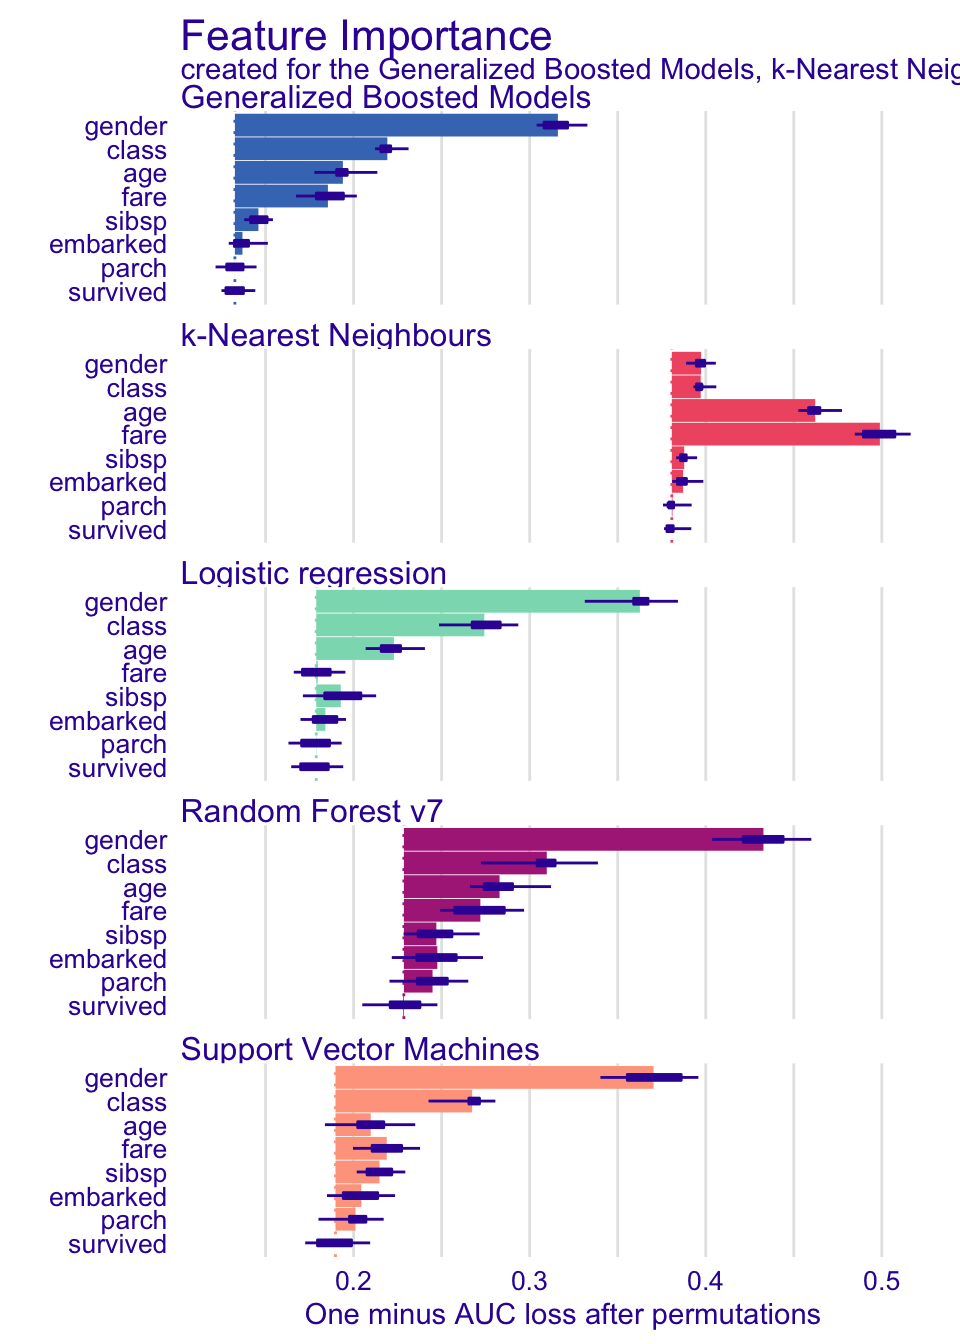 Feature Importance
created for the Generalized Boosted Models, k-Nearest Neig
Generalized Boosted Models
gender
class
age
fare
sibsp
embarked
parch
survived
k-Nearest Neighbours
gender
class
age
fare
sibsp
embarked
parch
survived
Logistic regression
gender
class
age
fare
sibsp
embarked
parch
survived
Random Forest v7
gender
class
age
fare
sibsp
embarked
parch
survived
Support Vector Machines
gender
class
age
fare
sibsp
embarked
parch
survived
0.2 0.3 0.4 0.5
One minus AUC loss after permutations